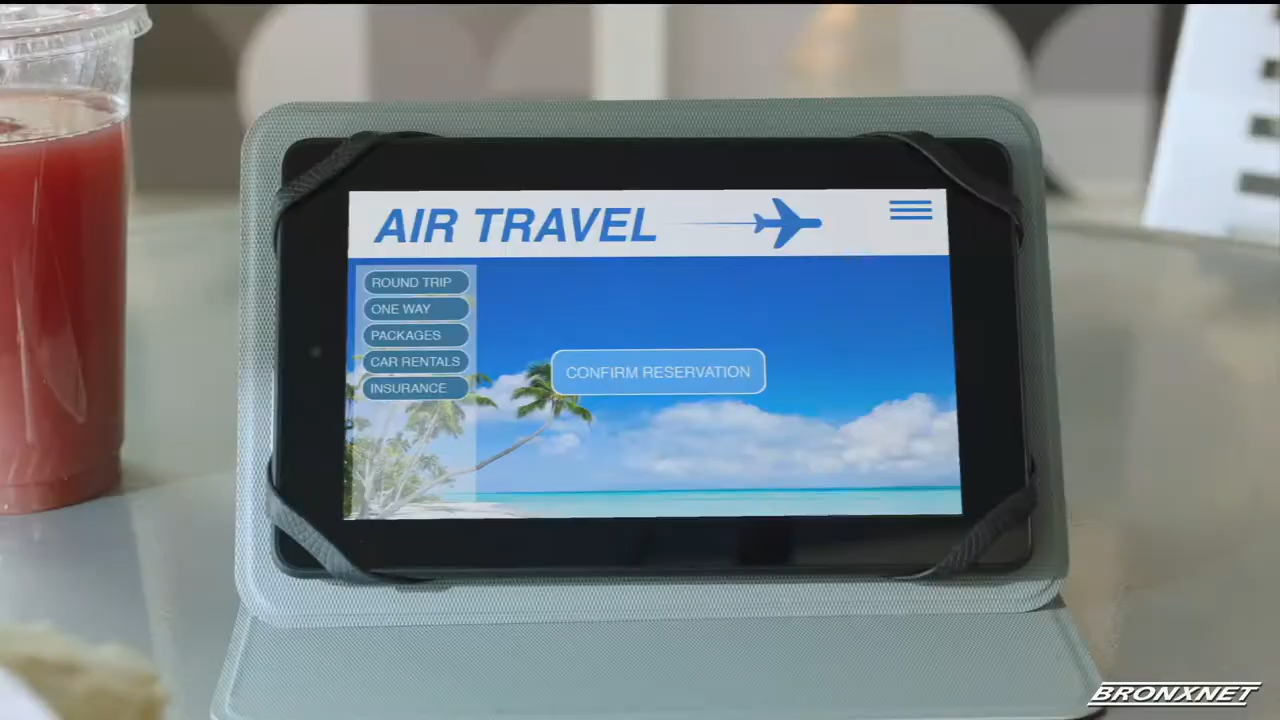 AIR TRAVEL
ROUND TRIP
ONE WAY
PACKAGES
CAR RENTALS
INSURANCE
CONFIRM RESERVATION
BRONXNET